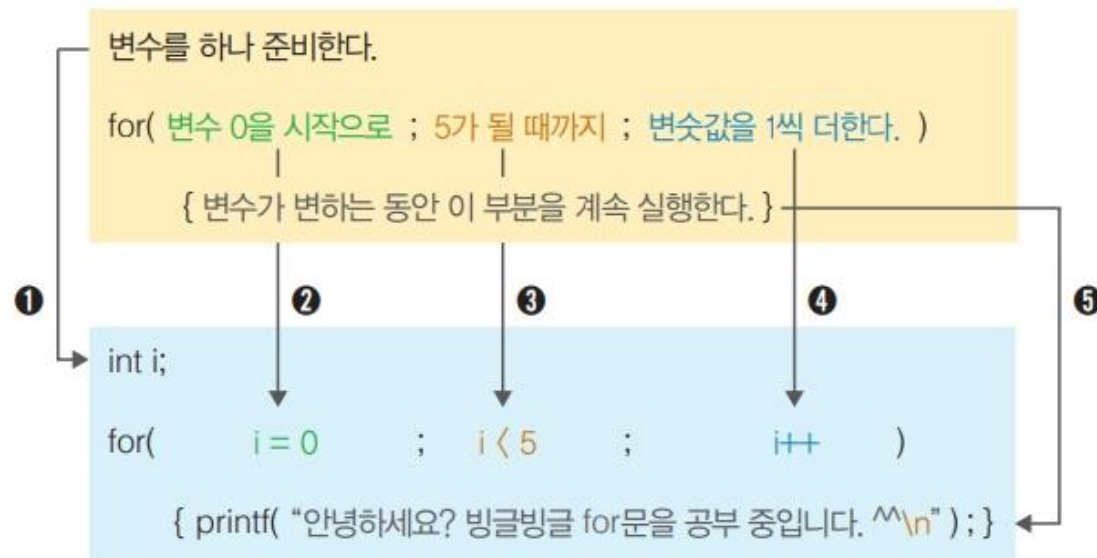 변수를 하나 준비한다.
for( 변수 0을 시작으로 ; 5가 될 때까지 ; 변숫값을 1씩 더한다. )
{ 변수가 변하는 동안 이 부분을 계속 실행한다. }
❶ ❷ ❸ ❹ ❺
int i;
for( i = 0 ; i < 5 ; i++ )
{ printf( “안녕하세요? 빙글빙글 for문을 공부 중입니다. ^^\n” ) ; }